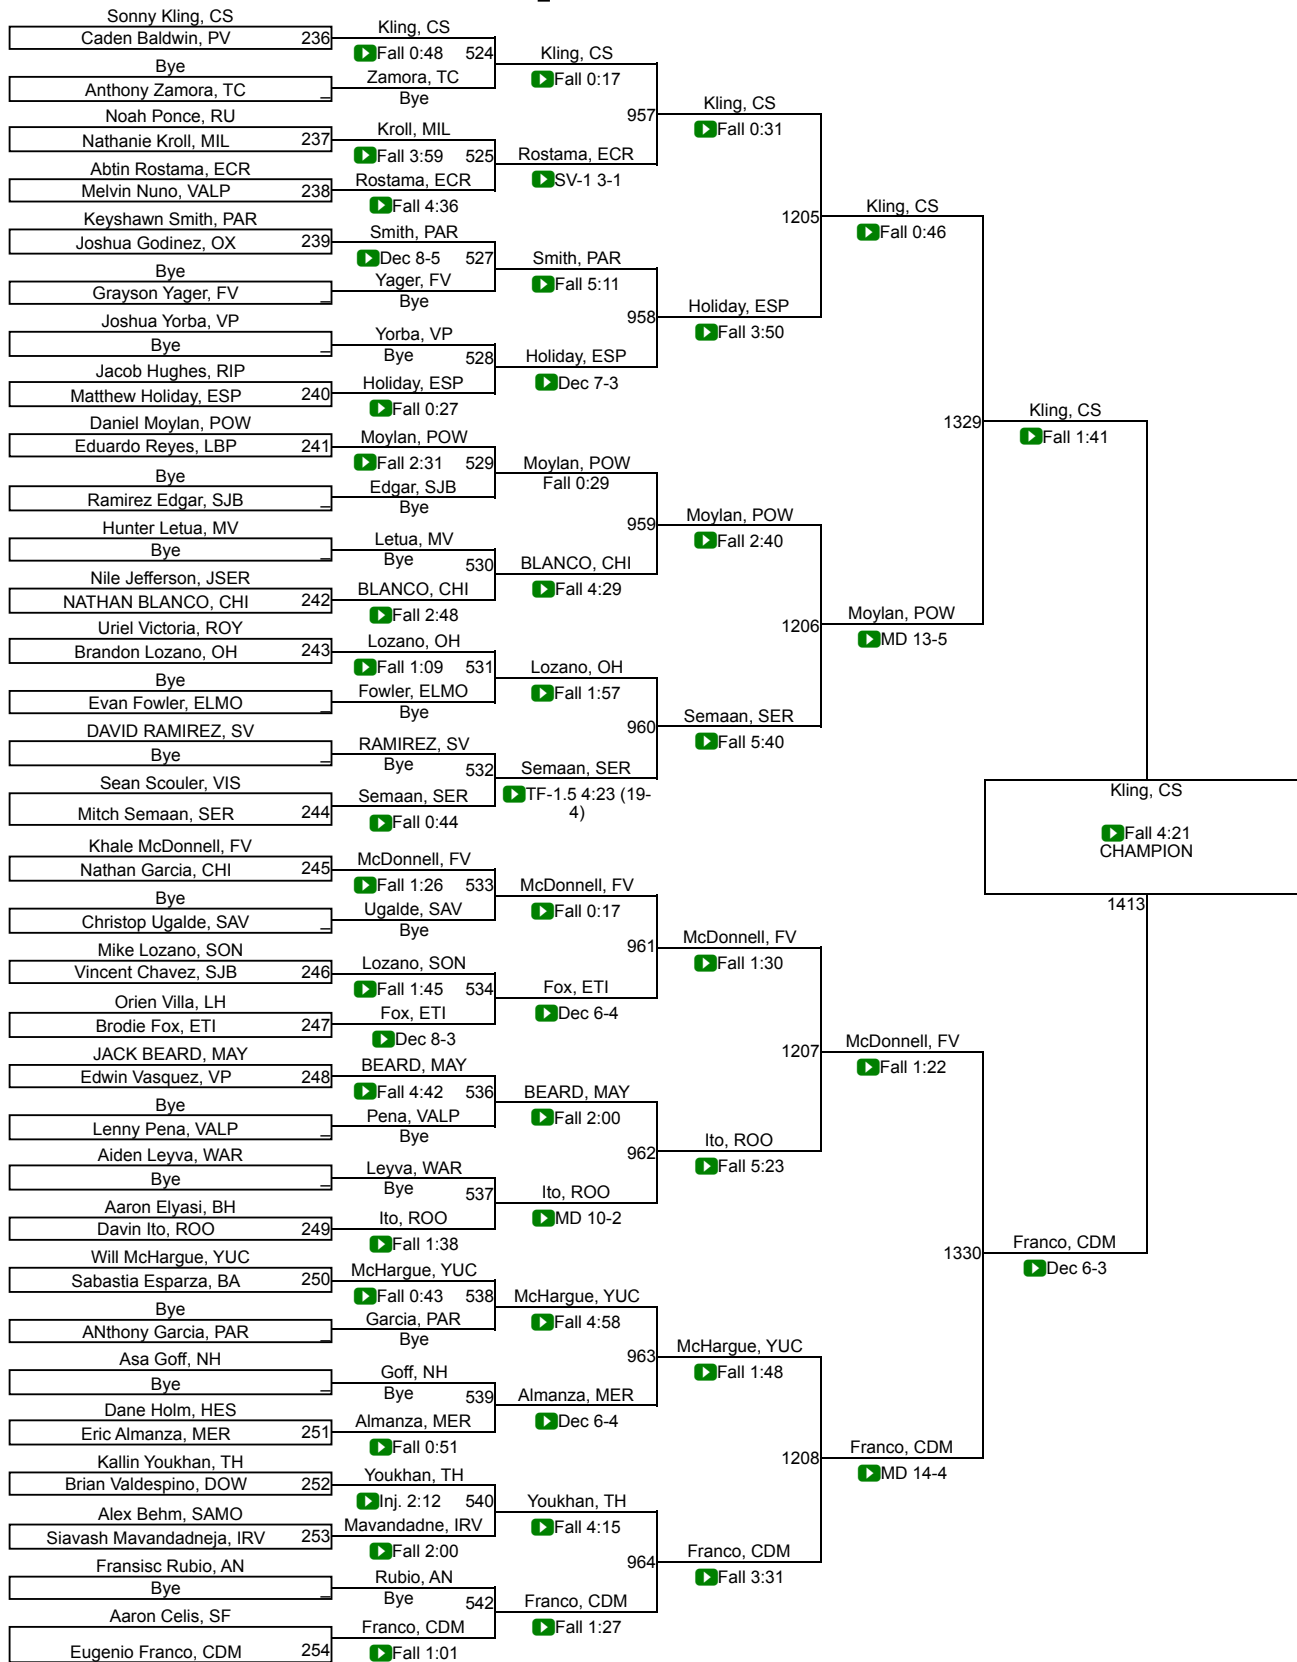 Sonny Kling, CS
Caden Baldwin, PV 236
Bye
Anthony Zamora, TC _
Noah Ponce, RU
Nathanie Kroll, MIL 237
Abtin Rostama, ECR
Melvin Nuno, VALP 238
Keyshawn Smith, PAR
Joshua Godinez, OX 239
Bye
Grayson Yager, FV _
Joshua Yorba, VP
Bye _
Jacob Hughes, RIP
Matthew Holiday, ESP 240
Daniel Moylan, POW
Eduardo Reyes, LBP 241
Bye
Ramirez Edgar, SJB _
Hunter Letua, MV
Bye _
Nile Jefferson, JSER
NATHAN BLANCO, CHI 242
Uriel Victoria, ROY
Brandon Lozano, OH 243
Bye
Evan Fowler, ELMO _
DAVID RAMIREZ, SV
Bye _
Sean Scouler, VIS
Mitch Semaan, SER 244
Khale McDonnell, FV
Nathan Garcia, CHI 245
Bye
Christop Ugalde, SAV _
Mike Lozano, SON
Vincent Chavez, SJB 246
Orien Villa, LH
Brodie Fox, ETI 247
JACK BEARD, MAY
Edwin Vasquez, VP 248
Bye
Lenny Pena, VALP _
Aiden Leyva, WAR
Bye _
Aaron Elyasi, BH
Davin Ito, ROO 249
Will McHargue, YUC
Sabastia Esparza, BA 250
Bye
ANthony Garcia, PAR _
Asa Goff, NH
Bye _
Dane Holm, HES
Eric Almanza, MER 251
Kallin Youkhan, TH
Brian Valdespino, DOW 252
Alex Behm, SAMO
Siavash Mavandadneja, IRV 253
Fransisc Rubio, AN
Bye _
Aaron Celis, SF
Eugenio Franco, CDM 254
Kling, CS
Fall 0:48 524
Zamora, TC
Bye
Kroll, MIL
Fall 3:59 525
Rostama, ECR
Fall 4:36
Smith, PAR
Dec 8-5 527
Yager, FV
Bye
Yorba, VP
Bye 528
Holiday, ESP
Fall 0:27
Moylan, POW
Fall 2:31 529
Edgar, SJB
Bye
Letua, MV
Bye 530
BLANCO, CHI
Fall 2:48
Lozano, OH
Fall 1:09 531
Fowler, ELMO
Bye
RAMIREZ, SV
Bye 532
Semaan, SER
Fall 0:44
McDonnell, FV
Fall 1:26 533
Ugalde, SAV
Bye
Lozano, SON
Fall 1:45 534
Fox, ETI
Dec 8-3
BEARD, MAY
Fall 4:42 536
Pena, VALP
Bye
Leyva, WAR
Bye 537
Ito, ROO
Fall 1:38
McHargue, YUC
Fall 0:43 538
Garcia, PAR
Bye
Goff, NH
Bye 539
Almanza, MER
Fall 0:51
Youkhan, TH
Inj. 2:12 540
Mavandadne, IRV
Fall 2:00
Rubio, AN
Bye 542
Franco, CDM
Fall 1:01
Kling, CS
Fall 0:17
957
Rostama, ECR
SV-1 3-1
Smith, PAR
Fall 5:11
958
Holiday, ESP
Dec 7-3
Moylan, POW
Fall 0:29
959
BLANCO, CHI
Fall 4:29
Lozano, OH
Fall 1:57
960
Semaan, SER
TF-1.5 4:23 (19-
4)
McDonnell, FV
Fall 0:17
961
Fox, ETI
Dec 6-4
BEARD, MAY
Fall 2:00
962
Ito, ROO
MD 10-2
McHargue, YUC
Fall 4:58
963
Almanza, MER
Dec 6-4
Youkhan, TH
Fall 4:15
964
Franco, CDM
Fall 1:27
Kling, CS
Fall 0:31
1205
Holiday, ESP
Fall 3:50
Moylan, POW
Fall 2:40
1206
Semaan, SER
Fall 5:40
McDonnell, FV
Fall 1:30
1207
Ito, ROO
Fall 5:23
McHargue, YUC
Fall 1:48
1208
Franco, CDM
Fall 3:31
Kling, CS
Fall 0:46
1329
Moylan, POW
MD 13-5
McDonnell, FV
Fall 1:22
1330
Franco, CDM
MD 14-4
Kling, CS
Fall 1:41
Franco, CDM
Dec 6-3
Kling, CS
Fall 4:21
CHAMPION
1413